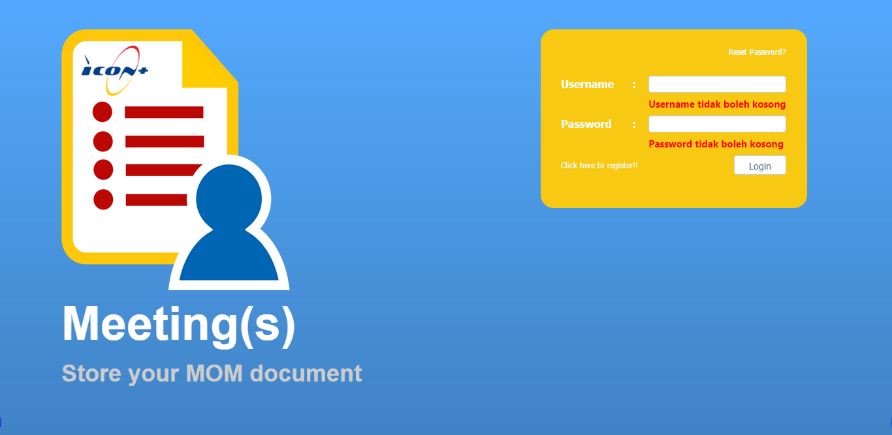 icon+
Reset Password?
Username :
Username tidak boleh kosong
Password :
Password tidak boleh kosong
Click here to register!!
Login
Meeting(s)
Store your MOM document